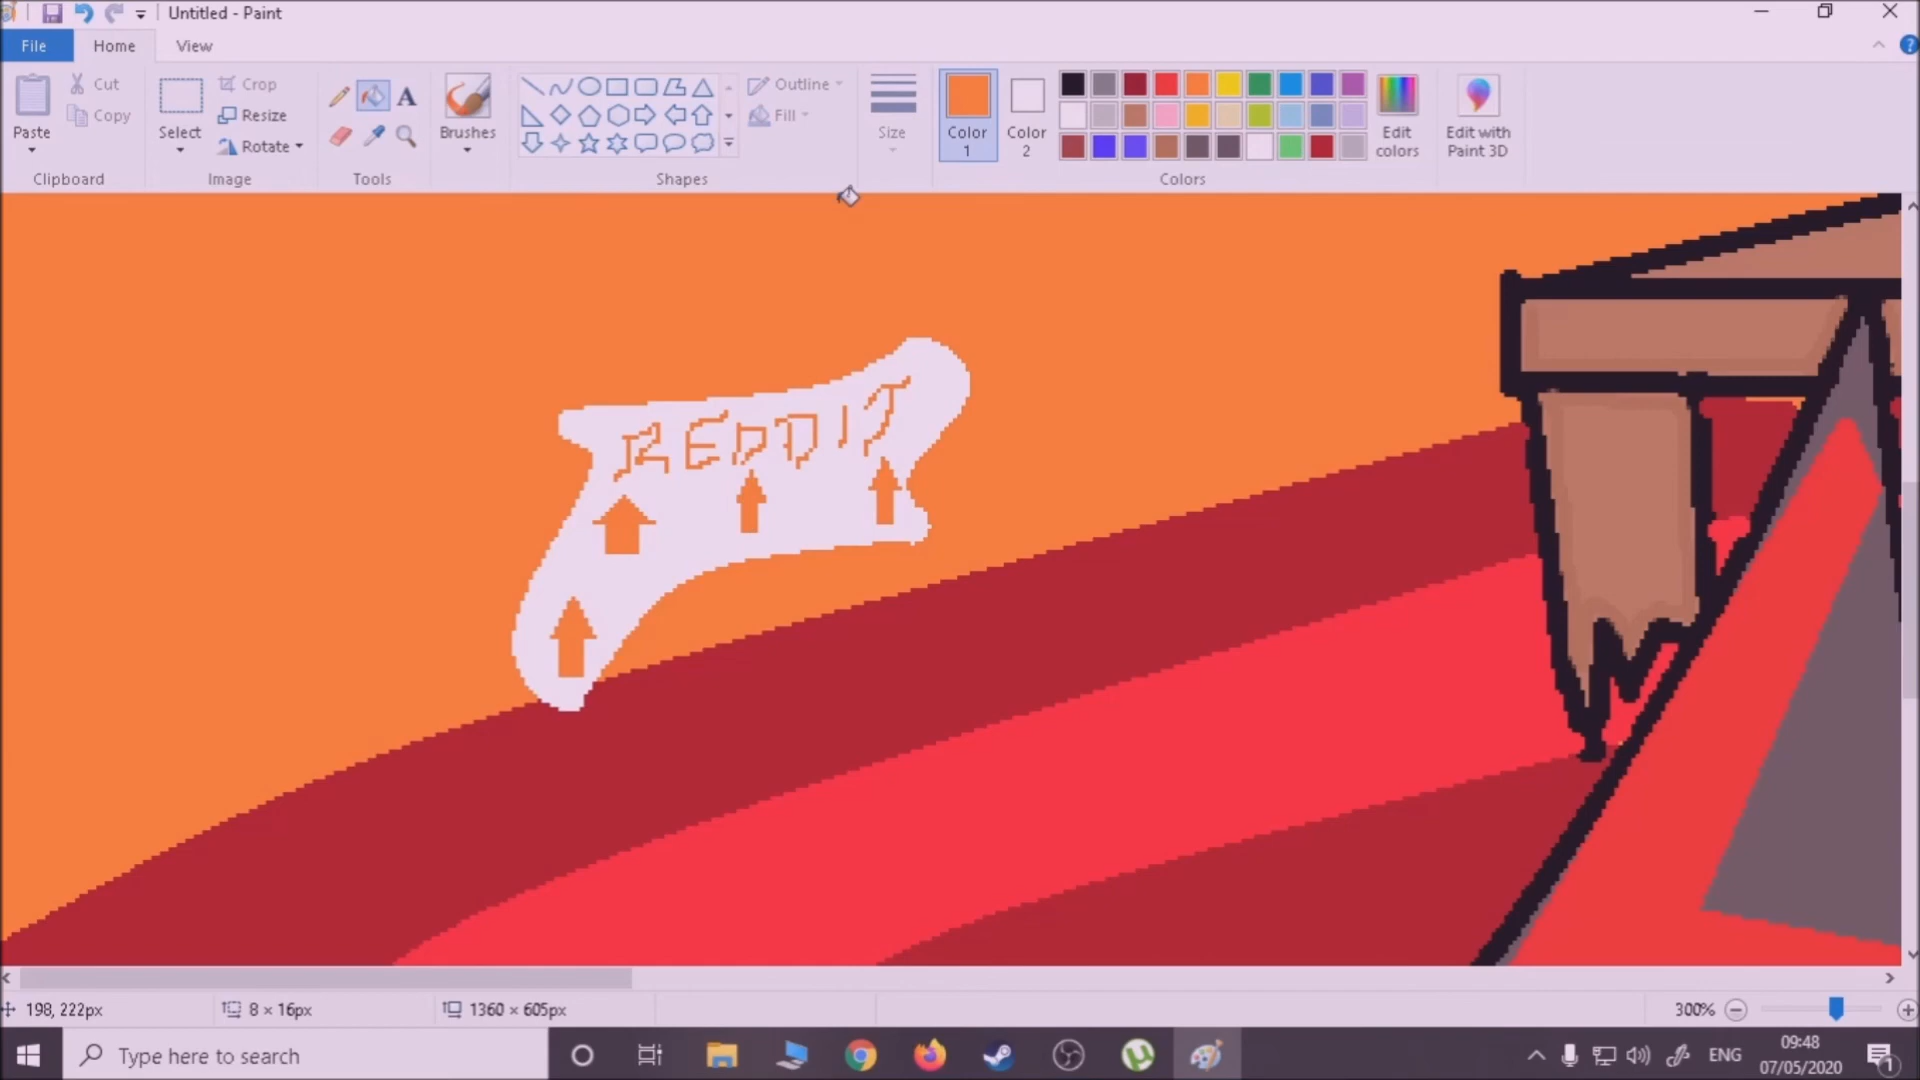 Untitled - Paint
File Home View
Paste Cut Copy Select Crop Resize Rotate A Brushes Outline Fill Size Color 1 Color 2 Edit colors Edit with Paint 3D ?
Clipboard Image Tools Shapes Colors
REDDIT
198, 222px 8 × 16px 1360 × 605px 300%
Type here to search ENG 09:48 1
07/05/2020